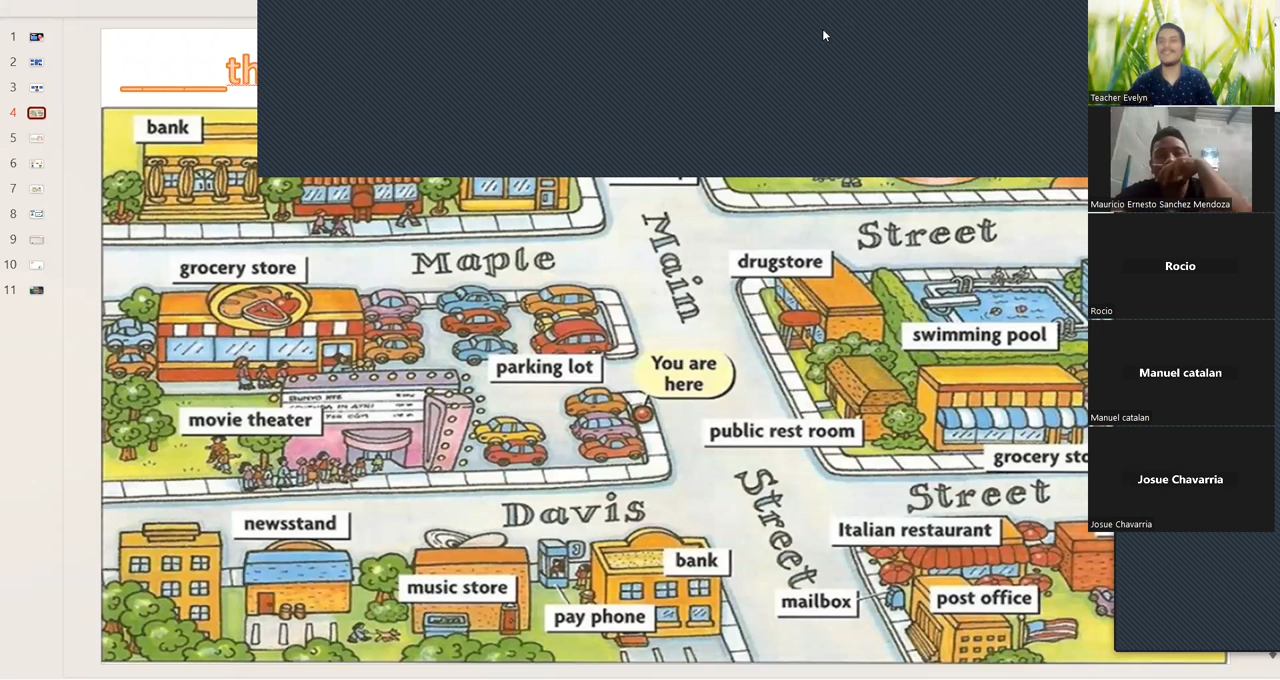 1
2
3
4
5
6
7
8
9
10
11
th
bank
Maple
Street
Main
grocery store
drugstore
swimming pool
parking lot
You are
here
movie theater
public rest room
grocery sto
Davis
Street
Street
newsstand
Italian restaurant
bank
music store
mailbox
post office
pay phone
Teacher Evelyn
Mauricio Ernesto Sanchez Mendoza
Rocio
Rocio
Manuel catalan
Manuel catalan
Josue Chavarria
Josue Chavarria